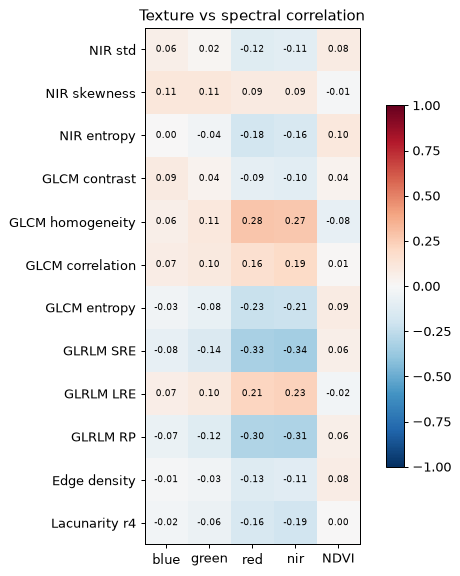 Texture vs spectral correlation
NIR std 0.06 0.02 -0.12 -0.11 0.08
NIR skewness 0.11 0.11 0.09 0.09 -0.01
NIR entropy 0.00 -0.04 -0.18 -0.16 0.10
GLCM contrast 0.09 0.04 -0.09 -0.10 0.04
GLCM homogeneity 0.06 0.11 0.28 0.27 -0.08
GLCM correlation 0.07 0.10 0.16 0.19 0.01
GLCM entropy -0.03 -0.08 -0.23 -0.21 0.09
GLRLM SRE -0.08 -0.14 -0.33 -0.34 0.06
GLRLM LRE 0.07 0.10 0.21 0.23 -0.02
GLRLM RP -0.07 -0.12 -0.30 -0.31 0.06
Edge density -0.01 -0.03 -0.13 -0.11 0.08
Lacunarity r4 -0.02 -0.06 -0.16 -0.19 0.00
blue green red nir NDVI
1.00
0.75
0.50
0.25
0.00
−0.25
−0.50
−0.75
−1.00